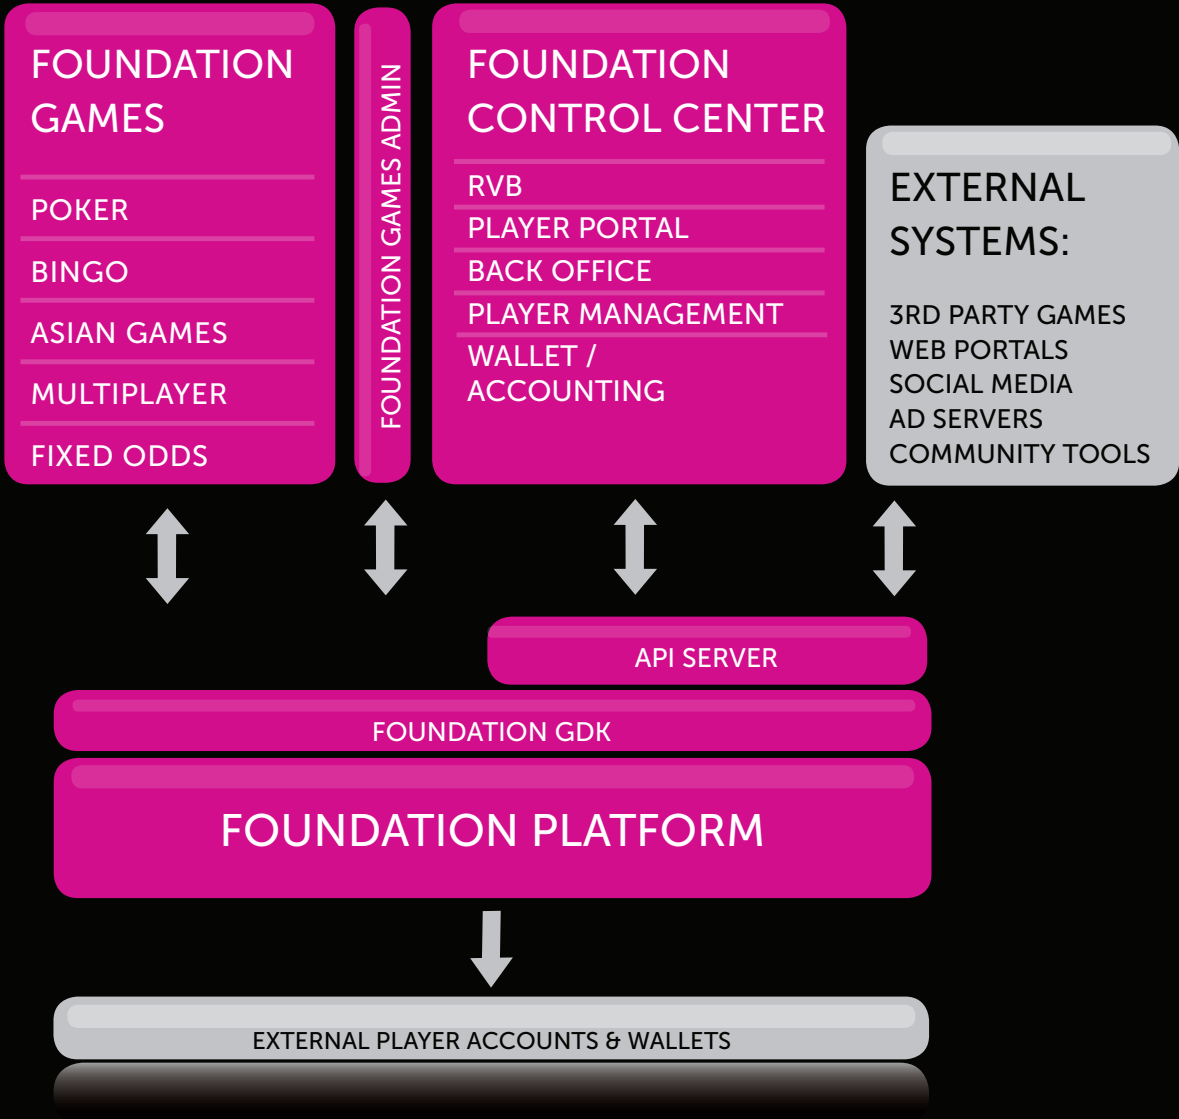 FOUNDATION
GAMES
POKER
BINGO
ASIAN GAMES
MULTIPLAYER
FIXED ODDS
FOUNDATION GAMES ADMIN
FOUNDATION
CONTROL CENTER
RVB
PLAYER PORTAL
BACK OFFICE
PLAYER MANAGEMENT
WALLET /
ACCOUNTING
EXTERNAL
SYSTEMS:
3RD PARTY GAMES
WEB PORTALS
SOCIAL MEDIA
AD SERVERS
COMMUNITY TOOLS
API SERVER
FOUNDATION GDK
FOUNDATION PLATFORM
EXTERNAL PLAYER ACCOUNTS & WALLETS